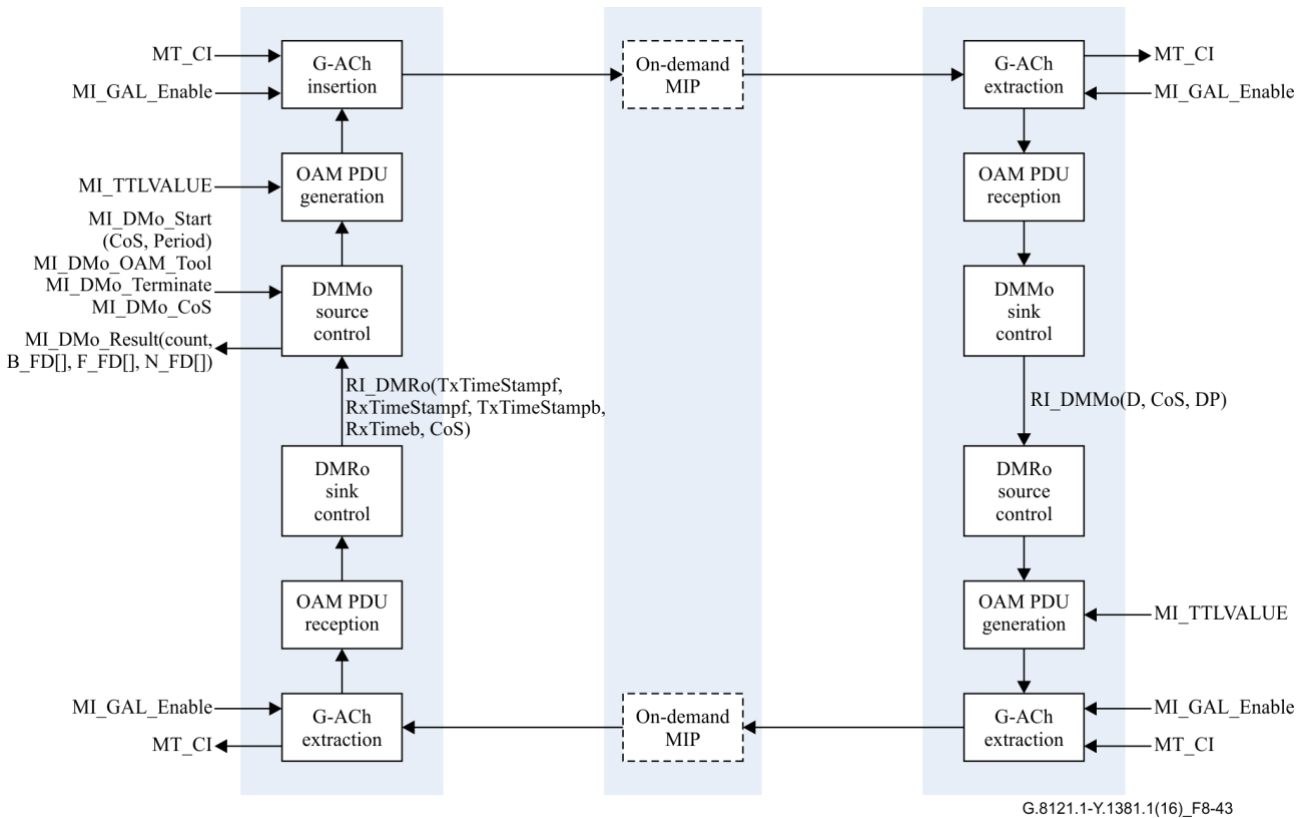 MT_CI
MI_GAL_Enable
G-ACh
insertion
On-demand
MIP
G-ACh
extraction
MT_CI
MI_GAL_Enable
MI_TTLVALUE
OAM PDU
generation
OAM PDU
reception
MI_DMo_Start
(CoS, Period)
MI_DMo_OAM_Tool
MI_DMo_Terminate
MI_DMo_CoS
MI_DMo_Result(count,
B_FD[], F_FD[], N_FD[])
DMMo
source
control
DMMo
sink
control
RI_DMRo(TxTimeStampf,
RxTimeStampf, TxTimeStampb,
RxTimeb, CoS)
RI_DMMo(D, CoS, DP)
DMRo
sink
control
DMRo
source
control
OAM PDU
reception
OAM PDU
generation
MI_TTLVALUE
MI_GAL_Enable
MT_CI
G-ACh
extraction
On-demand
MIP
G-ACh
extraction
MI_GAL_Enable
MT_CI
G.8121.1-Y.1381.1(16)_F8-43